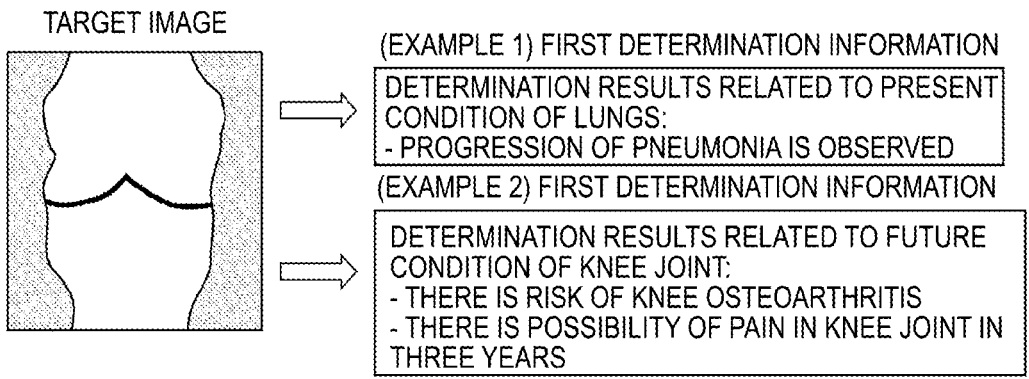 TARGET IMAGE
(EXAMPLE 1) FIRST DETERMINATION INFORMATION
DETERMINATION RESULTS RELATED TO PRESENT
CONDITION OF LUNGS:
- PROGRESSION OF PNEUMONIA IS OBSERVED
(EXAMPLE 2) FIRST DETERMINATION INFORMATION
DETERMINATION RESULTS RELATED TO FUTURE
CONDITION OF KNEE JOINT:
- THERE IS RISK OF KNEE OSTEOARTHRITIS
- THERE IS POSSIBILITY OF PAIN IN KNEE JOINT IN
THREE YEARS